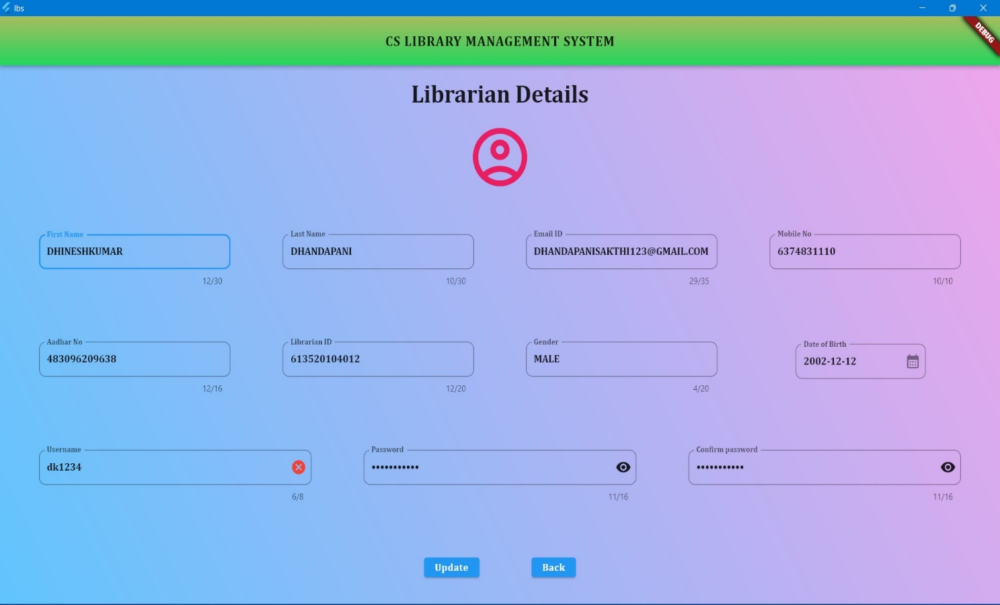 lbs
DEBUG
CS LIBRARY MANAGEMENT SYSTEM
Librarian Details
First Name Last Name Email ID Mobile No
DHINESHKUMAR DHANDAPANI DHANDAPANISAKTHI123@GMAIL.COM 6374831110
12/30 10/30 29/35 10/10
Aadhar No Librarian ID Gender Date of Birth
483096209638 613520104012 MALE 2002-12-12
12/16 12/20 4/20
Username Password Confirm password
dk1234 ••••••••••• •••••••••••
6/8 11/16 11/16
Update Back